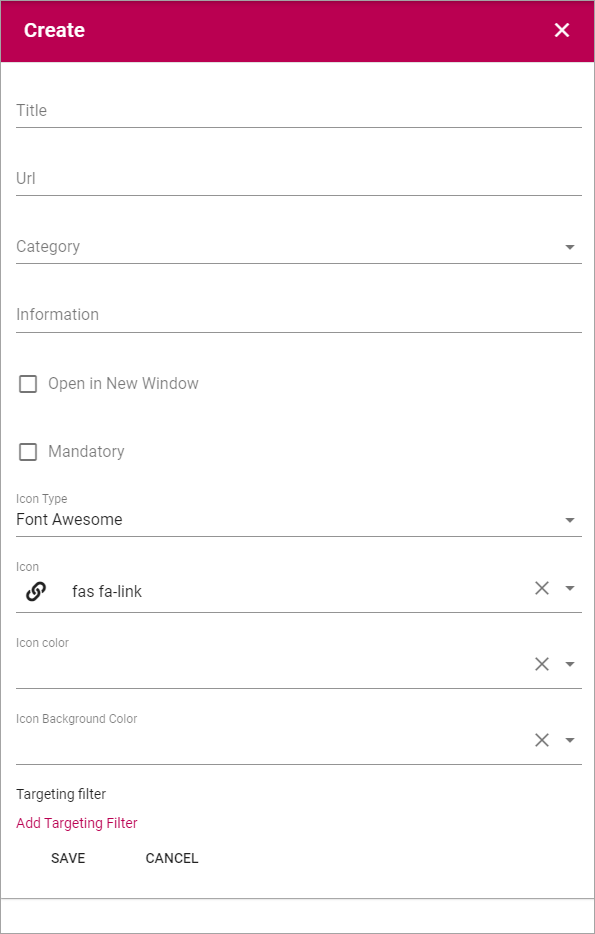 Create
Title
Url
Category
Information
Open in New Window
Mandatory
Icon Type
Font Awesome
Icon
fas fa-link
Icon color
Icon Background Color
Targeting filter
Add Targeting Filter
SAVE CANCEL